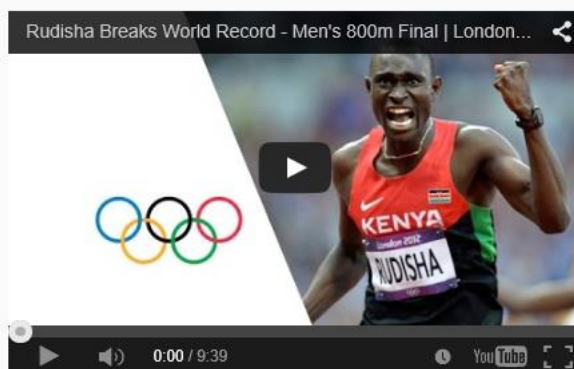 Rudisha Breaks World Record - Men's 800m Final | London...
KENYA
London 2012
RUDISHA
0:00 / 9:39
YouTube